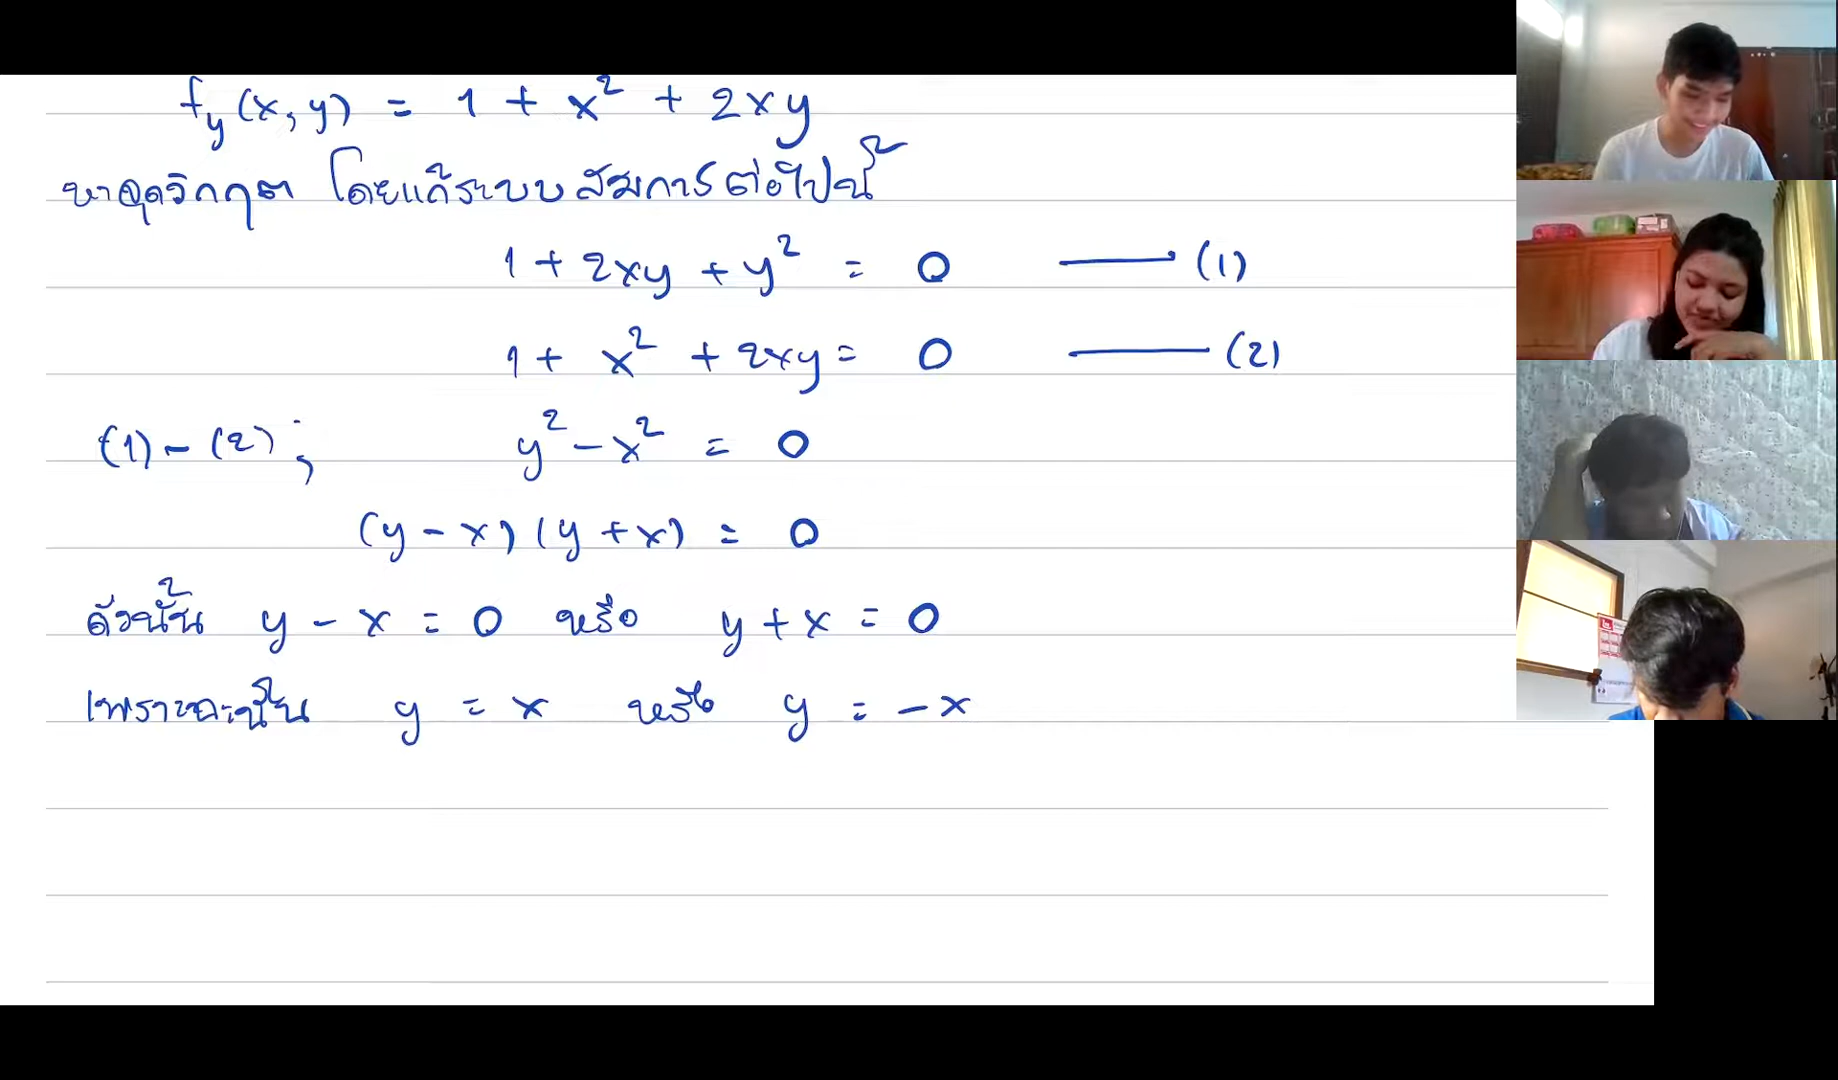 f_y(x, y) = 1 + x² + 2xy
หาจุดวิกฤต โดยแก้ระบบสมการต่อไปนี้
1 + 2xy + y² = 0 —— (1)
1 + x² + 2xy = 0 —— (2)
(1) - (2) ; y² - x² = 0
(y - x) (y + x) = 0
ดังนั้น y - x = 0 หรือ y + x = 0
เพราะฉะนั้น y = x หรือ y = -x